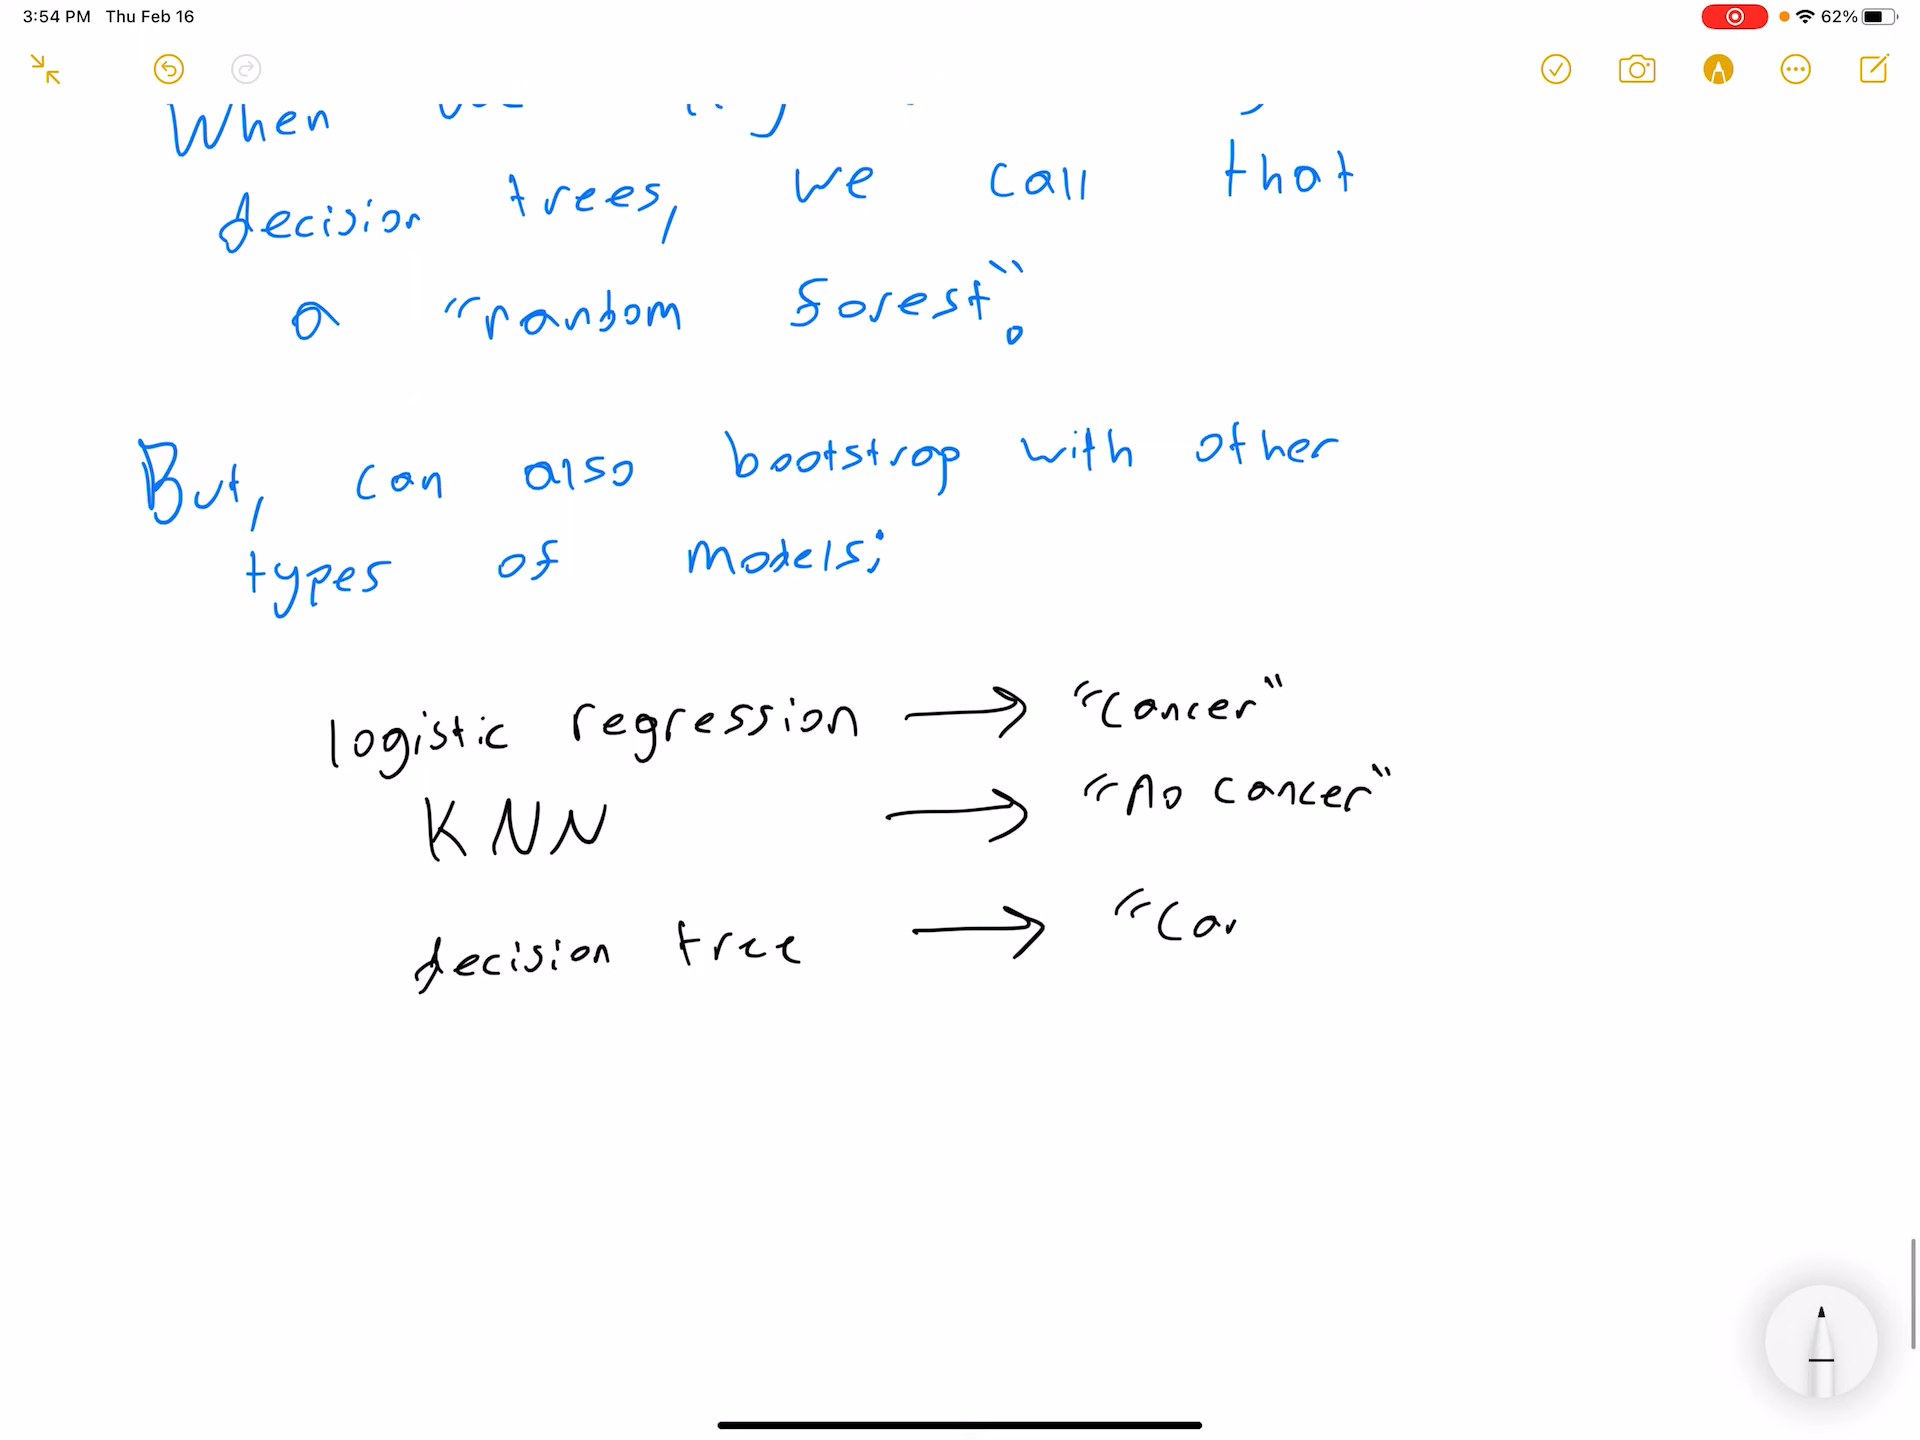 3:54 PM Thu Feb 16 62%
When
decision trees, we call that
a "random forest".
But, can also bootstrap with other
types of models:
logistic regression → "cancer"
KNN → "no cancer"
decision tree → "Can